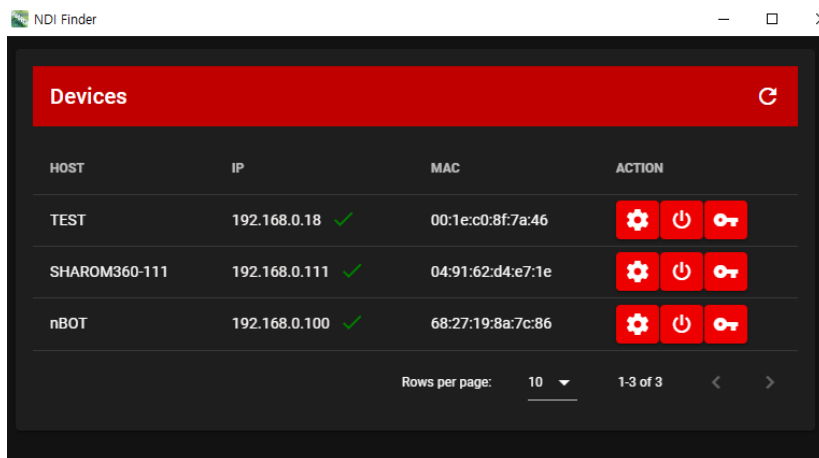 NDI Finder
Devices
HOST IP MAC ACTION
TEST 192.168.0.18 00:1e:c0:8f:7a:46
SHAROM360-111 192.168.0.111 04:91:62:d4:e7:1e
nBOT 192.168.0.100 68:27:19:8a:7c:86
Rows per page: 10 1-3 of 3